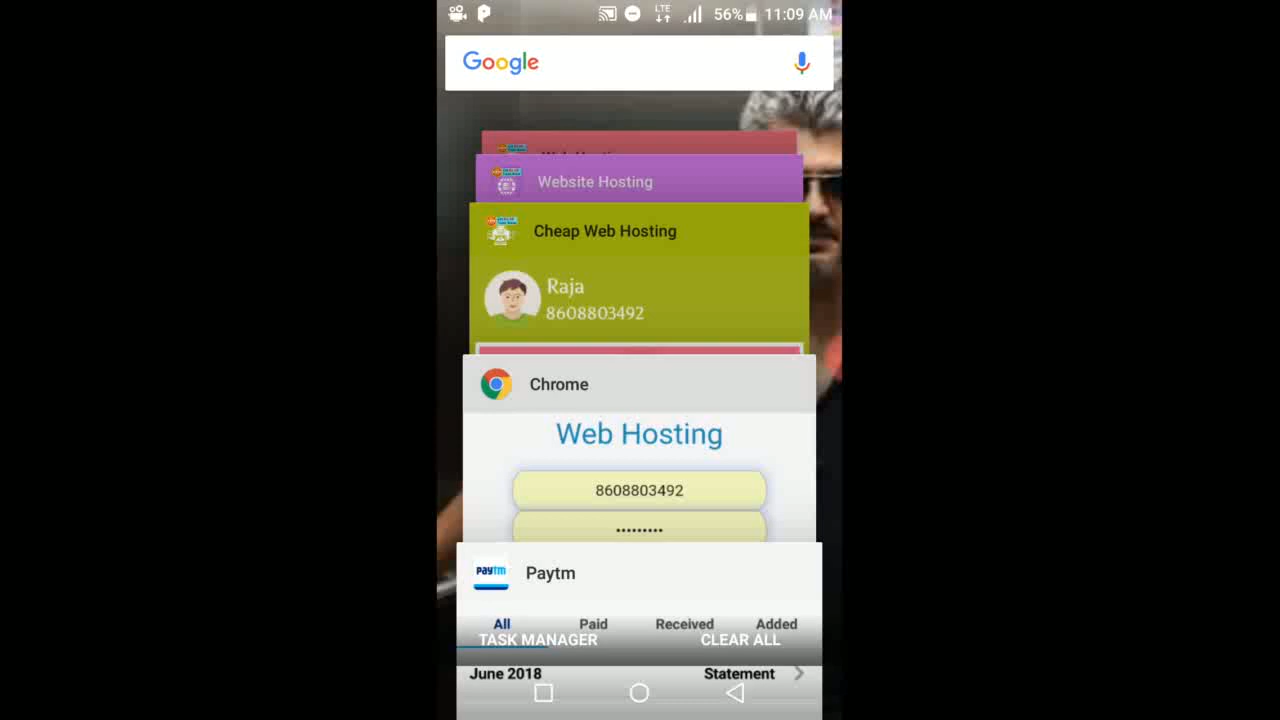 LTE
56%
11:09 AM
Google
Website Hosting
Cheap Web Hosting
Raja
8608803492
Chrome
Web Hosting
8608803492
•••••••••
Paytm
Paytm
All Paid Received Added
TASK MANAGER CLEAR ALL
June 2018 Statement